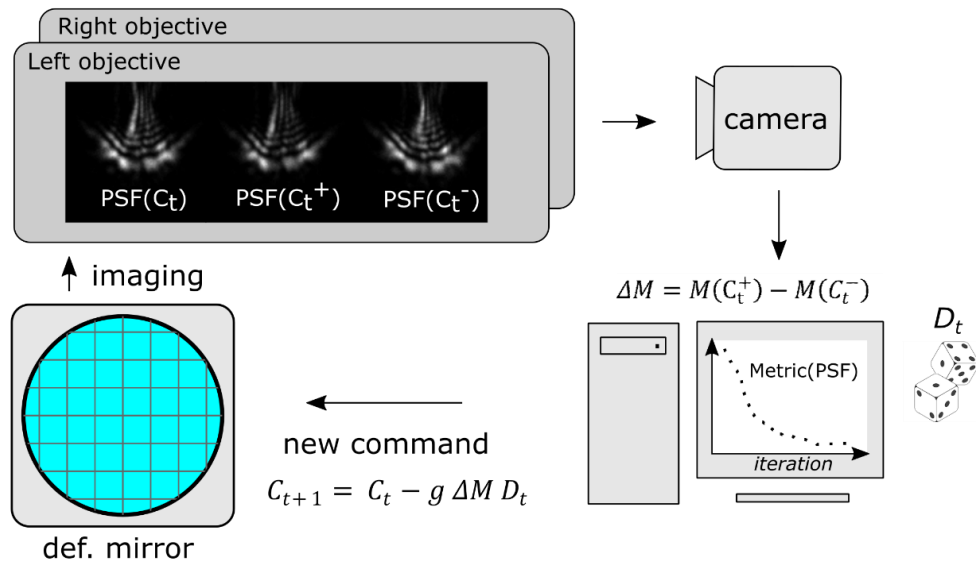 Right objective
Left objective
PSF(Cₜ) PSF(Cₜ⁺) PSF(Cₜ⁻)
camera
imaging
ΔM = M(Cₜ⁺) − M(Cₜ⁻)
Dₜ
Metric(PSF)
iteration
new command
Cₜ₊₁ = Cₜ − g ΔM Dₜ
def. mirror